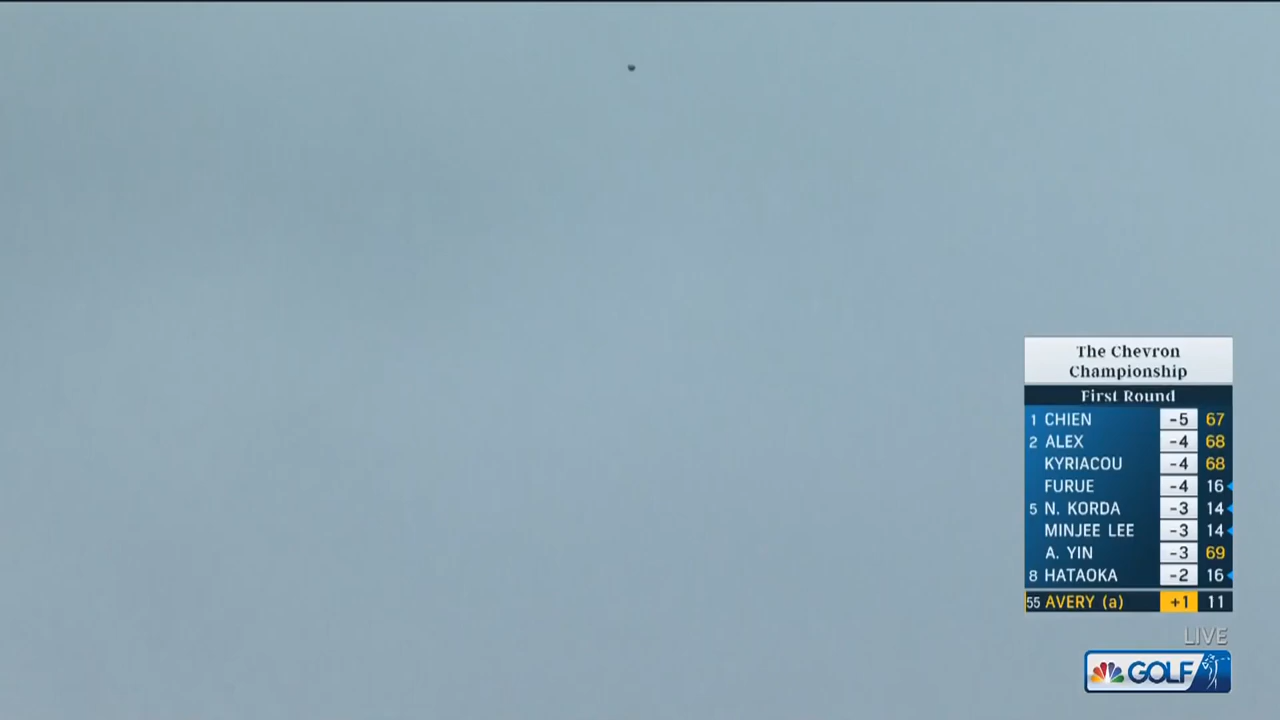 The Chevron
Championship
First Round
1 CHIEN -5 67
2 ALEX -4 68
KYRIACOU -4 68
FURUE -4 16
5 N. KORDA -3 14
MINJEE LEE -3 14
A. YIN -3 69
8 HATAOKA -2 16
55 AVERY (a) +1 11
LIVE
GOLF